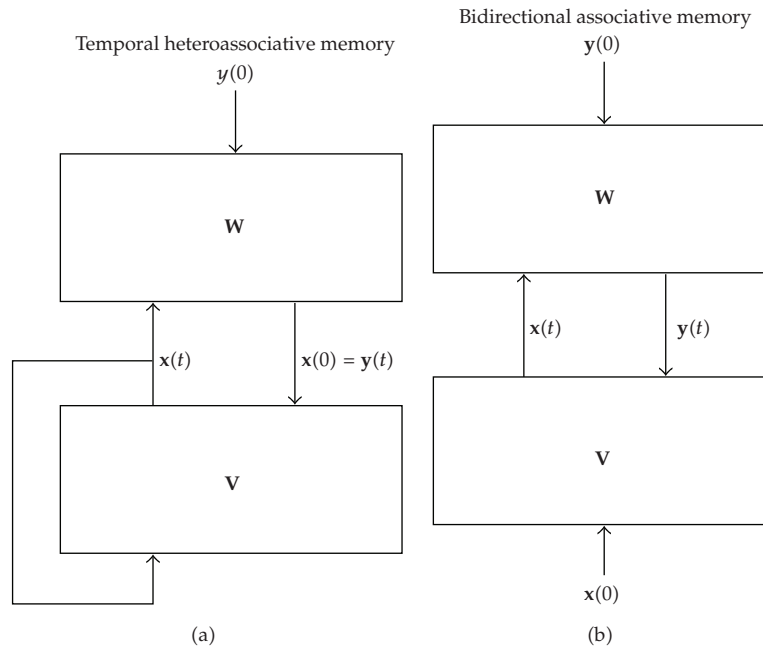 Temporal heteroassociative memory
y(0)
W
x(t)
x(0) = y(t)
V
(a)
Bidirectional associative memory
y(0)
W
x(t)
y(t)
V
x(0)
(b)